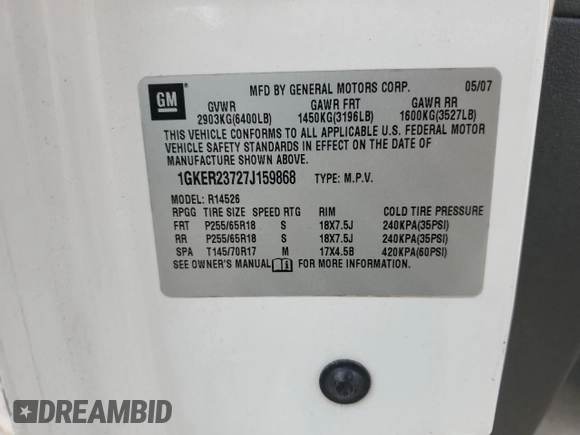 GM
MFD BY GENERAL MOTORS CORP. 05/07
GVWR GAWR FRT GAWR RR
2903KG(6400LB) 1450KG(3196LB) 1600KG(3527LB)
THIS VEHICLE CONFORMS TO ALL APPLICABLE U.S. FEDERAL MOTOR
VEHICLE SAFETY STANDARDS IN EFFECT ON THE DATE OF
MANUFACTURE SHOWN ABOVE.
1GKER23727J159868 TYPE: M.P.V.
MODEL: R14526
RPGG TIRE SIZE SPEED RTG RIM COLD TIRE PRESSURE
FRT P255/65R18 S 18X7.5J 240KPA(35PSI)
RR P255/65R18 S 18X7.5J 240KPA(35PSI)
SPA T145/70R17 M 17X4.5B 420KPA(60PSI)
SEE OWNER'S MANUAL FOR MORE INFORMATION.
DREAMBID